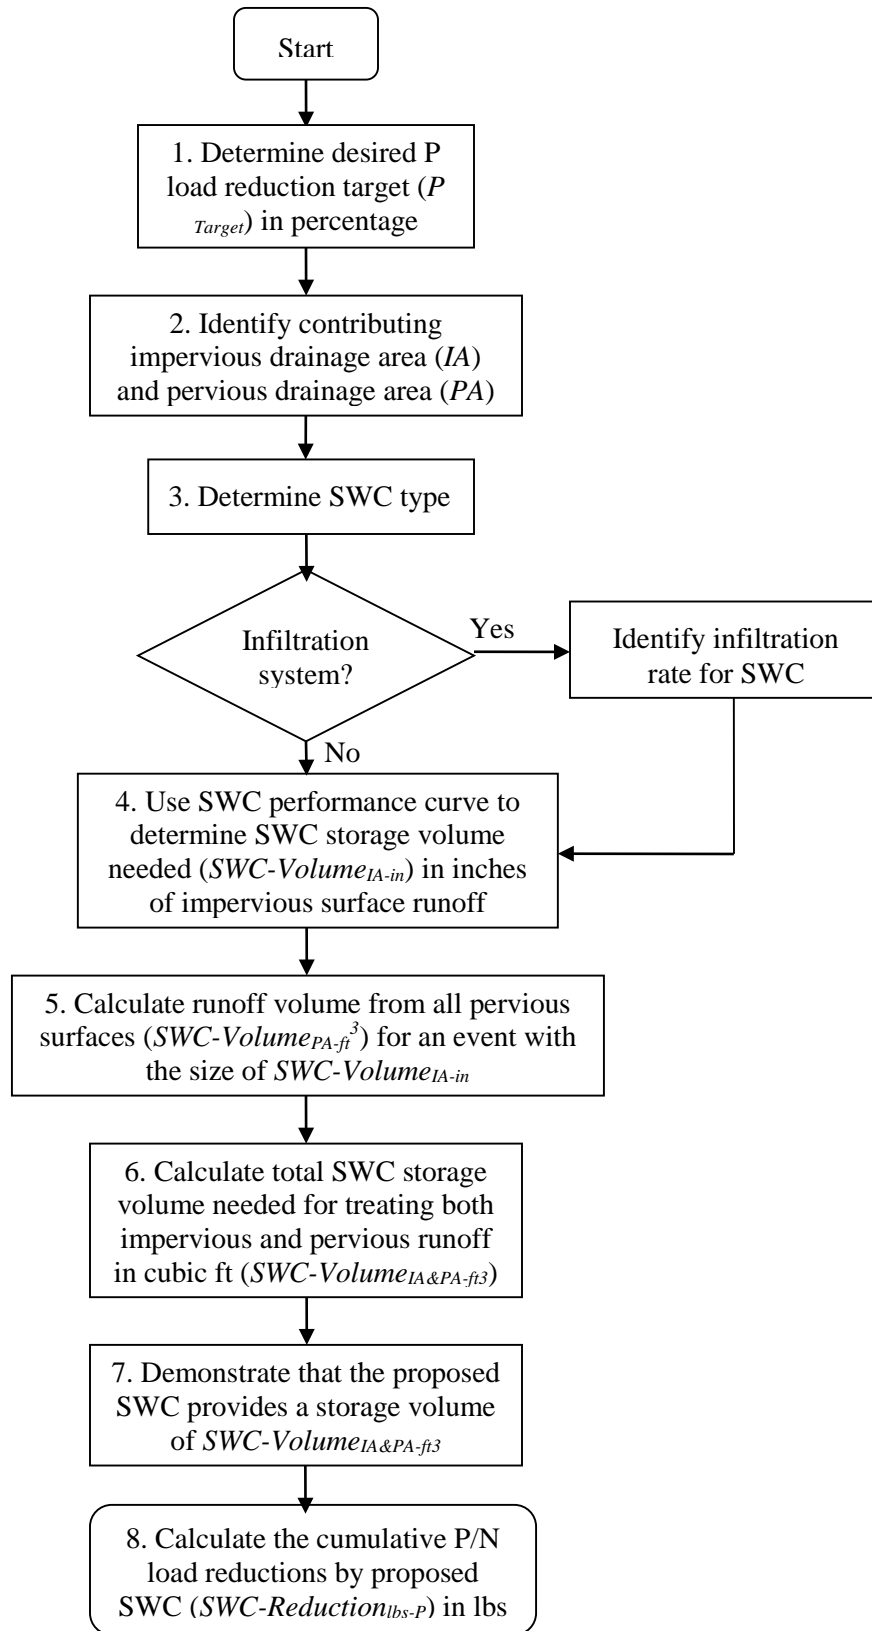 Start
1. Determine desired P
load reduction target (P
Target) in percentage
2. Identify contributing
impervious drainage area (IA)
and pervious drainage area (PA)
3. Determine SWC type
Infiltration
system?
Yes
Identify infiltration
rate for SWC
No
4. Use SWC performance curve to
determine SWC storage volume
needed (SWC-VolumeIA-in) in inches
of impervious surface runoff
5. Calculate runoff volume from all pervious
surfaces (SWC-VolumePA-ft³) for an event with
the size of SWC-VolumeIA-in
6. Calculate total SWC storage
volume needed for treating both
impervious and pervious runoff
in cubic ft (SWC-VolumeIA&PA-ft3)
7. Demonstrate that the proposed
SWC provides a storage volume
of SWC-VolumeIA&PA-ft3
8. Calculate the cumulative P/N
load reductions by proposed
SWC (SWC-Reductionlbs-P) in lbs